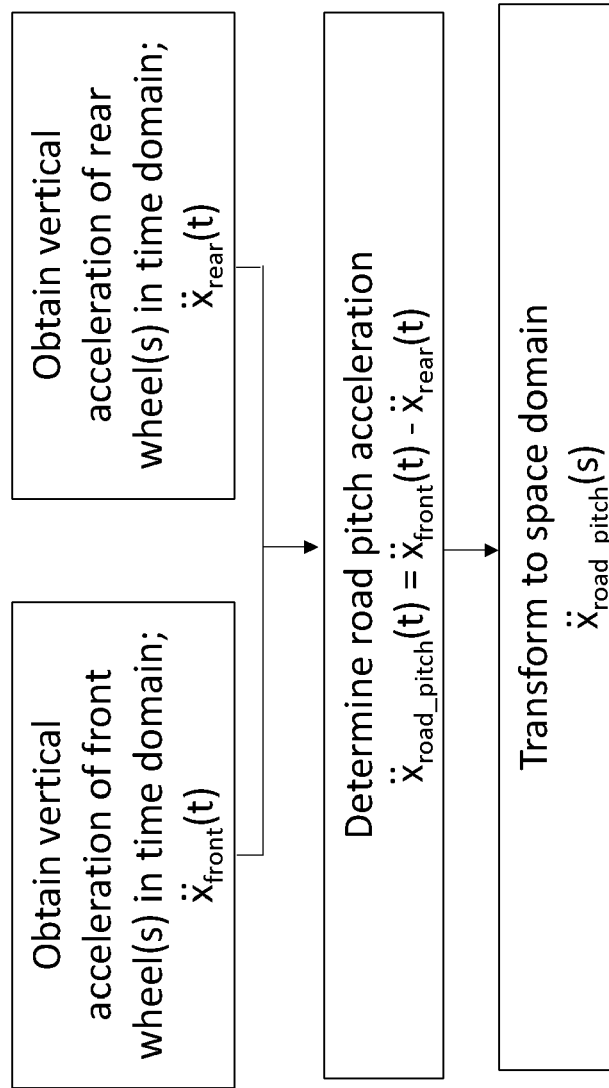 Obtain vertical
acceleration of front
wheel(s) in time domain;
ẍfront(t)
Obtain vertical
acceleration of rear
wheel(s) in time domain;
ẍrear(t)
Determine road pitch acceleration
ẍroad_pitch(t) = ẍfront(t) - ẍrear(t)
Transform to space domain
ẍroad_pitch(s)